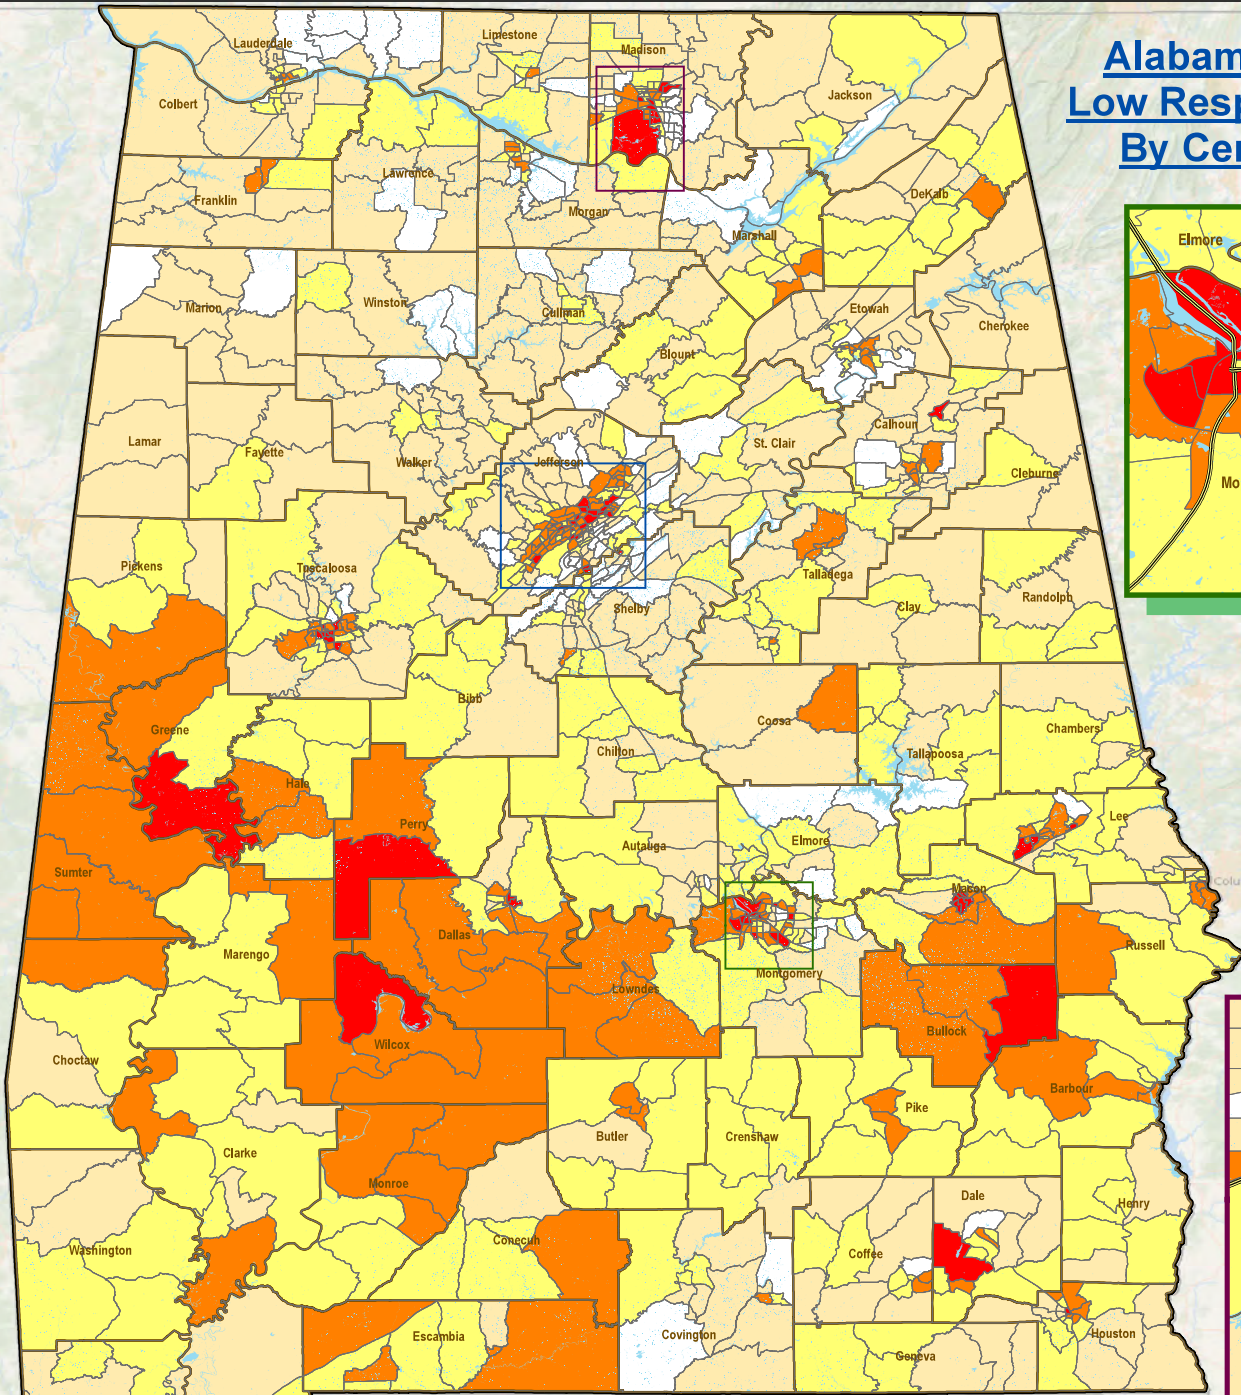 Alabam
Low Resp
By Cen
Lauderdale
Limestone
Madison
Colbert
Jackson
Lawrence
Franklin
DeKalb
Morgan
Marshall
Marion
Winston
Cullman
Etowah
Cherokee
Blount
Lamar
Fayette
Walker
Jefferson
St. Clair
Calhoun
Cleburne
Pickens
Tuscaloosa
Talladega
Shelby
Clay
Randolph
Bibb
Greene
Coosa
Chambers
Chilton
Tallapoosa
Hale
Perry
Lee
Elmore
Autauga
Sumter
Macon
Colu
Dallas
Russell
Marengo
Montgomery
Lowndes
Bullock
Wilcox
Choctaw
Barbour
Pike
Butler
Crenshaw
Clarke
Monroe
Dale
Henry
Conecuh
Washington
Coffee
Escambia
Covington
Houston
Geneva
Elmore
Mo